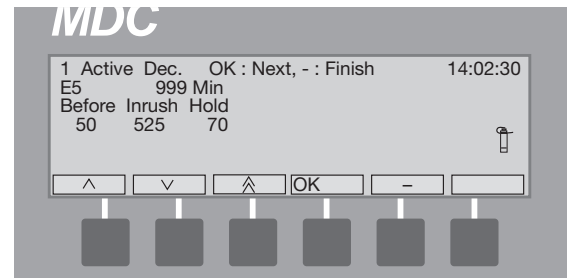 MDC
1 Active Dec. OK : Next, - : Finish 14:02:30
E5 999 Min
Before Inrush Hold
50 525 70
OK –